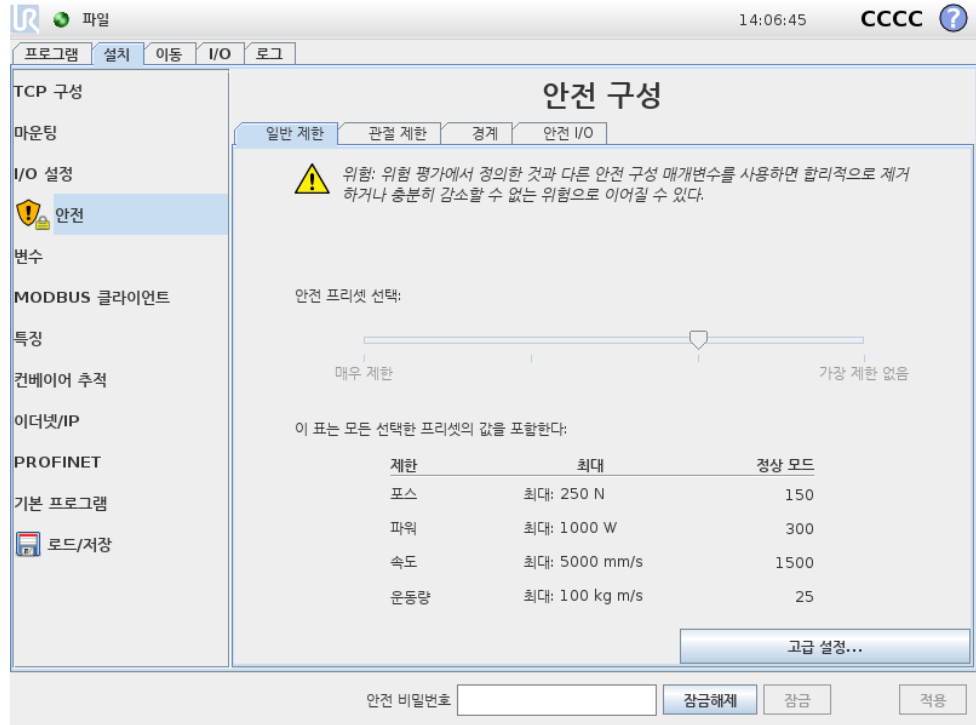 UR 파일 14:06:45 CCCC ?
프로그램 설치 이동 I/O 로그
TCP 구성
마운팅
I/O 설정
안전
변수
MODBUS 클라이언트
특징
컨베이어 추적
이더넷/IP
PROFINET
기본 프로그램
로드/저장
안전 구성
일반 제한 관절 제한 경계 안전 I/O
위험: 위험 평가에서 정의한 것과 다른 안전 구성 매개변수를 사용하면 합리적으로 제거
하거나 충분히 감소할 수 없는 위험으로 이어질 수 있다.
안전 프리셋 선택:
매우 제한 가장 제한 없음
이 표는 모든 선택한 프리셋의 값을 포함한다:
제한 최대 정상 모드
포스 최대: 250 N 150
파워 최대: 1000 W 300
속도 최대: 5000 mm/s 1500
운동량 최대: 100 kg m/s 25
고급 설정...
안전 비밀번호 잠금해제 잠금 적용